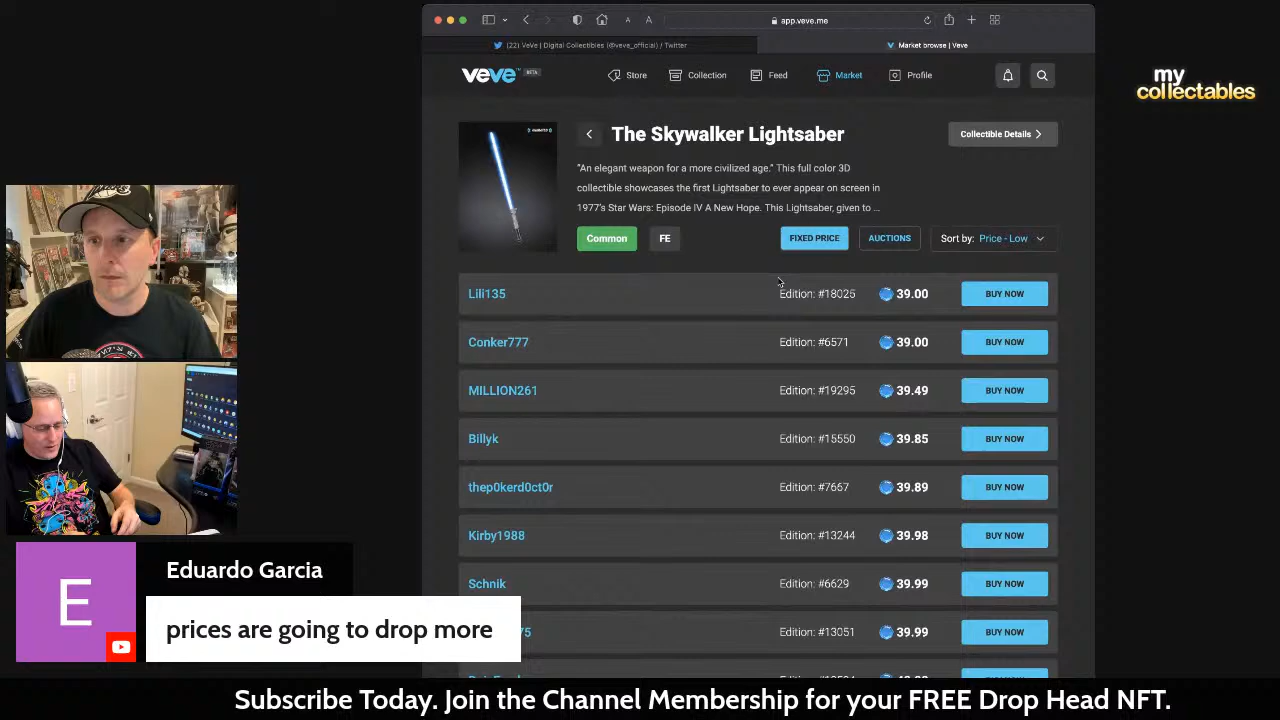 app.veve.me
(22) VeVe | Digital Collectibles (@veve_official) / Twitter
Market browse | Veve
veve BETA
Store
Collection
Feed
Market
Profile
my collectables
The Skywalker Lightsaber
Collectible Details
"An elegant weapon for a more civilized age." This full color 3D
collectible showcases the first Lightsaber to ever appear on screen in
1977's Star Wars: Episode IV A New Hope. This Lightsaber, given to ...
Common
FE
FIXED PRICE
AUCTIONS
Sort by: Price - Low
Lili135 Edition: #18025 39.00 BUY NOW
Conker777 Edition: #6571 39.00 BUY NOW
MILLION261 Edition: #19295 39.49 BUY NOW
Billyk Edition: #15550 39.85 BUY NOW
thep0kerd0ct0r Edition: #7667 39.89 BUY NOW
Kirby1988 Edition: #13244 39.98 BUY NOW
Schnik Edition: #6629 39.99 BUY NOW
Edition: #13051 39.99 BUY NOW
E
Eduardo Garcia
prices are going to drop more
Subscribe Today. Join the Channel Membership for your FREE Drop Head NFT.